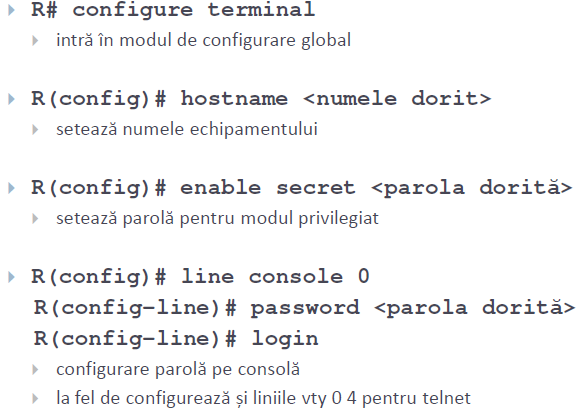 R# configure terminal
intră în modul de configurare global
R(config)# hostname <numele dorit>
setează numele echipamentului
R(config)# enable secret <parola dorită>
setează parolă pentru modul privilegiat
R(config)# line console 0
R(config-line)# password <parola dorită>
R(config-line)# login
configurare parolă pe consolă
la fel de configurează și liniile vty 0 4 pentru telnet